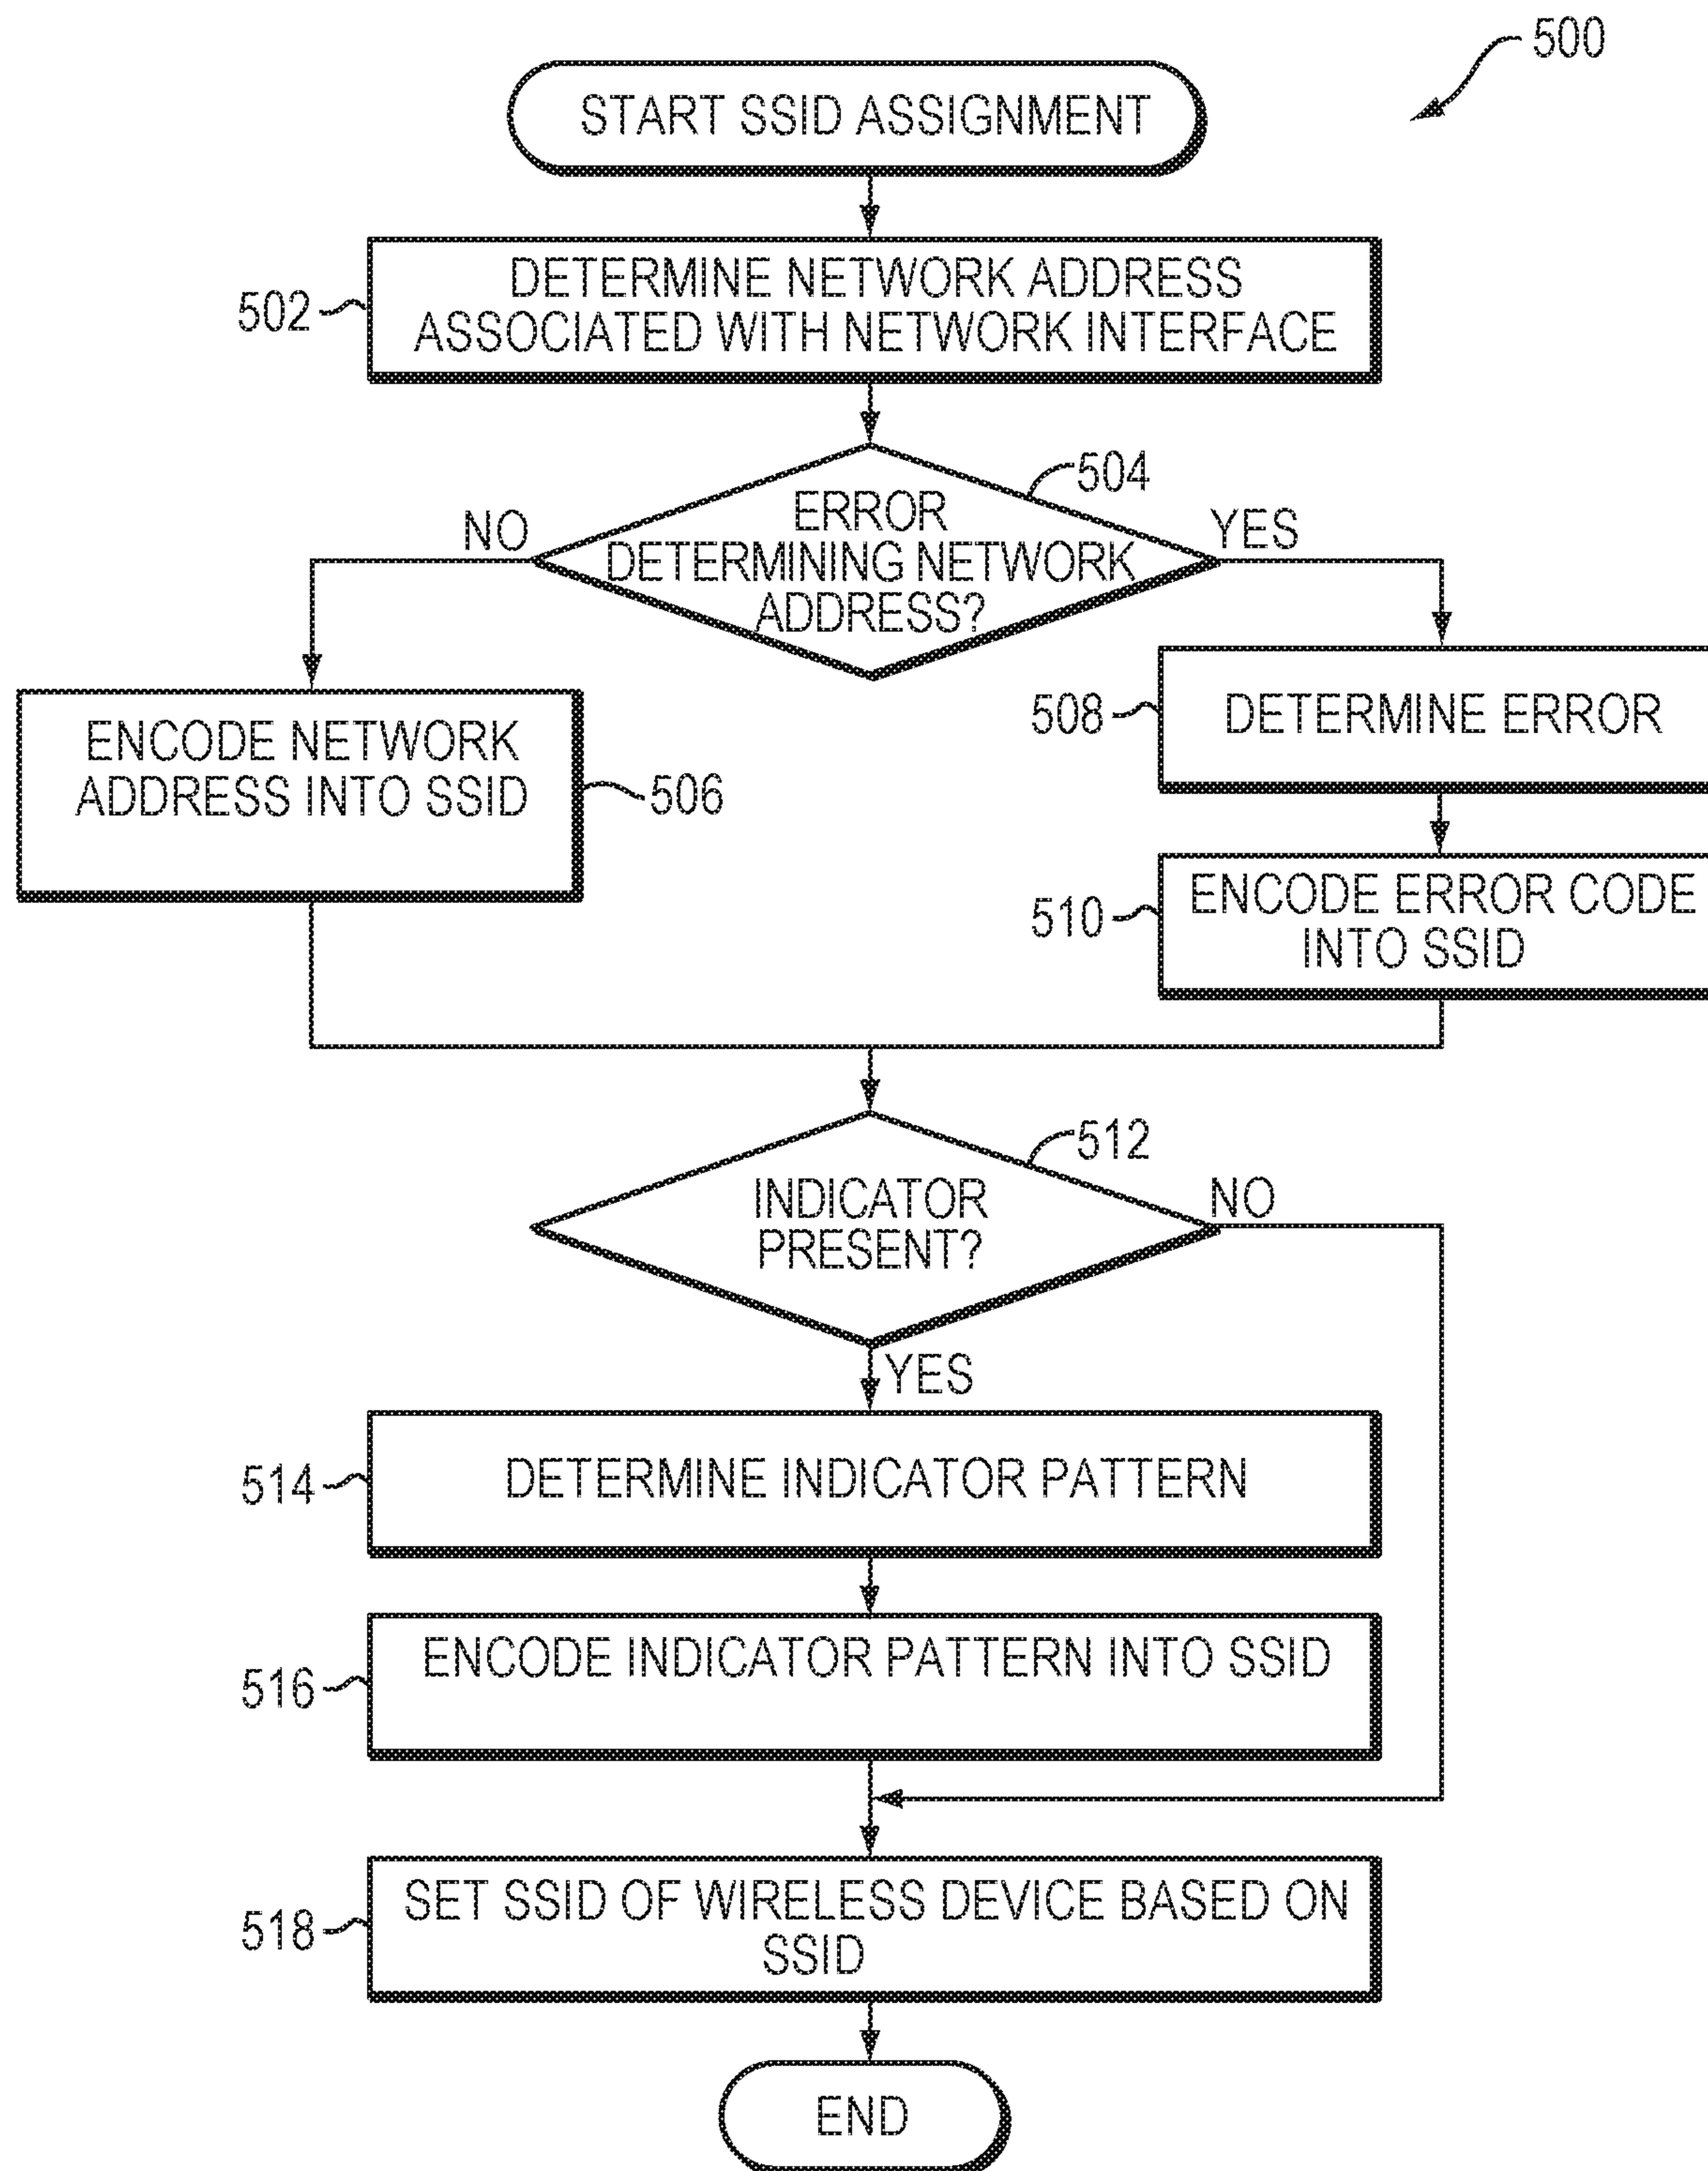 500
START SSID ASSIGNMENT
502
DETERMINE NETWORK ADDRESS
ASSOCIATED WITH NETWORK INTERFACE
504
ERROR
DETERMINING NETWORK
ADDRESS?
NO
YES
ENCODE NETWORK
ADDRESS INTO SSID
506
508
DETERMINE ERROR
510
ENCODE ERROR CODE
INTO SSID
512
INDICATOR
PRESENT?
NO
YES
514
DETERMINE INDICATOR PATTERN
516
ENCODE INDICATOR PATTERN INTO SSID
518
SET SSID OF WIRELESS DEVICE BASED ON
SSID
END